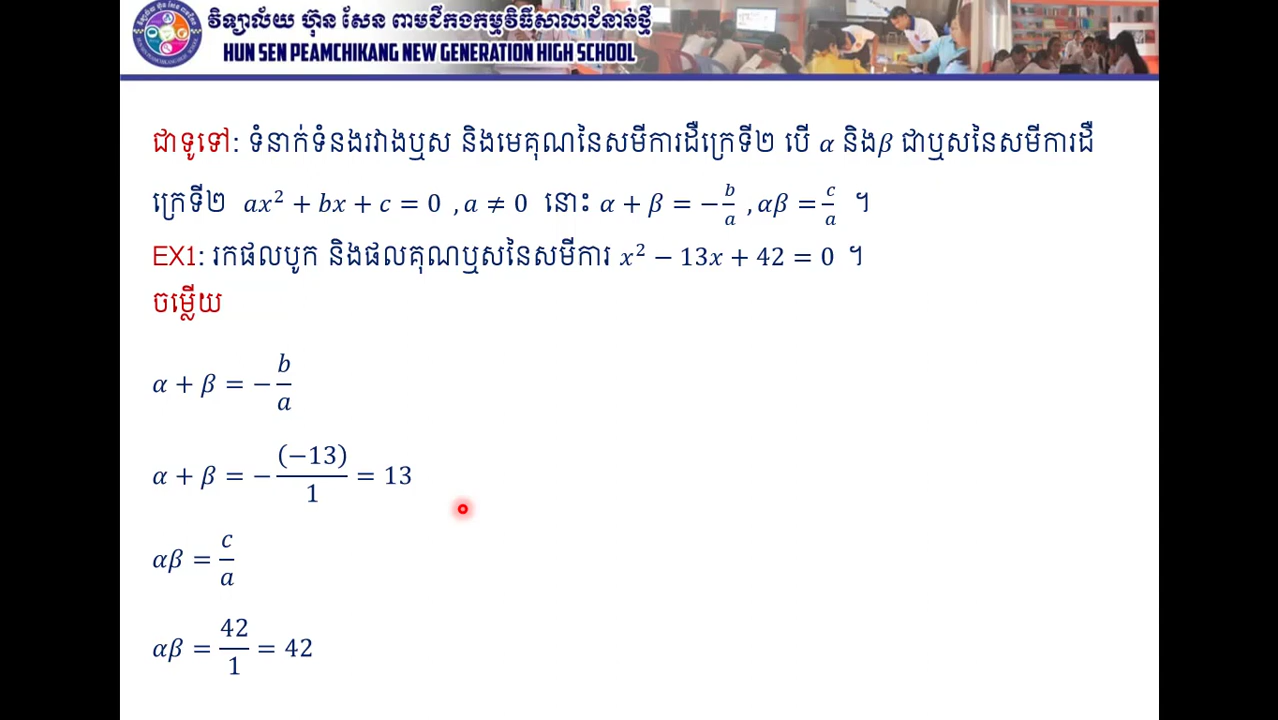 វិទ្យាល័យ ហ៊ុន សែន ពាមជីកងកម្មវិធីសាលាជំនាន់ថ្មី
HUN SEN PEAMCHIKANG NEW GENERATION HIGH SCHOOL
ជាទូទៅ: ទំនាក់ទំនងរវាងឬស និងមេគុណនៃសមីការដឺក្រេទី២ បើ α និងβ ជាឬសនៃសមីការដឺ
ក្រេទី២ ax² + bx + c = 0 , a ≠ 0 នោះ α + β = −b/a , αβ = c/a ។
EX1: រកផលបូក និងផលគុណឬសនៃសមីការ x² − 13x + 42 = 0 ។
ចម្លើយ
α + β = −b/a
α + β = −(−13)/1 = 13
αβ = c/a
αβ = 42/1 = 42